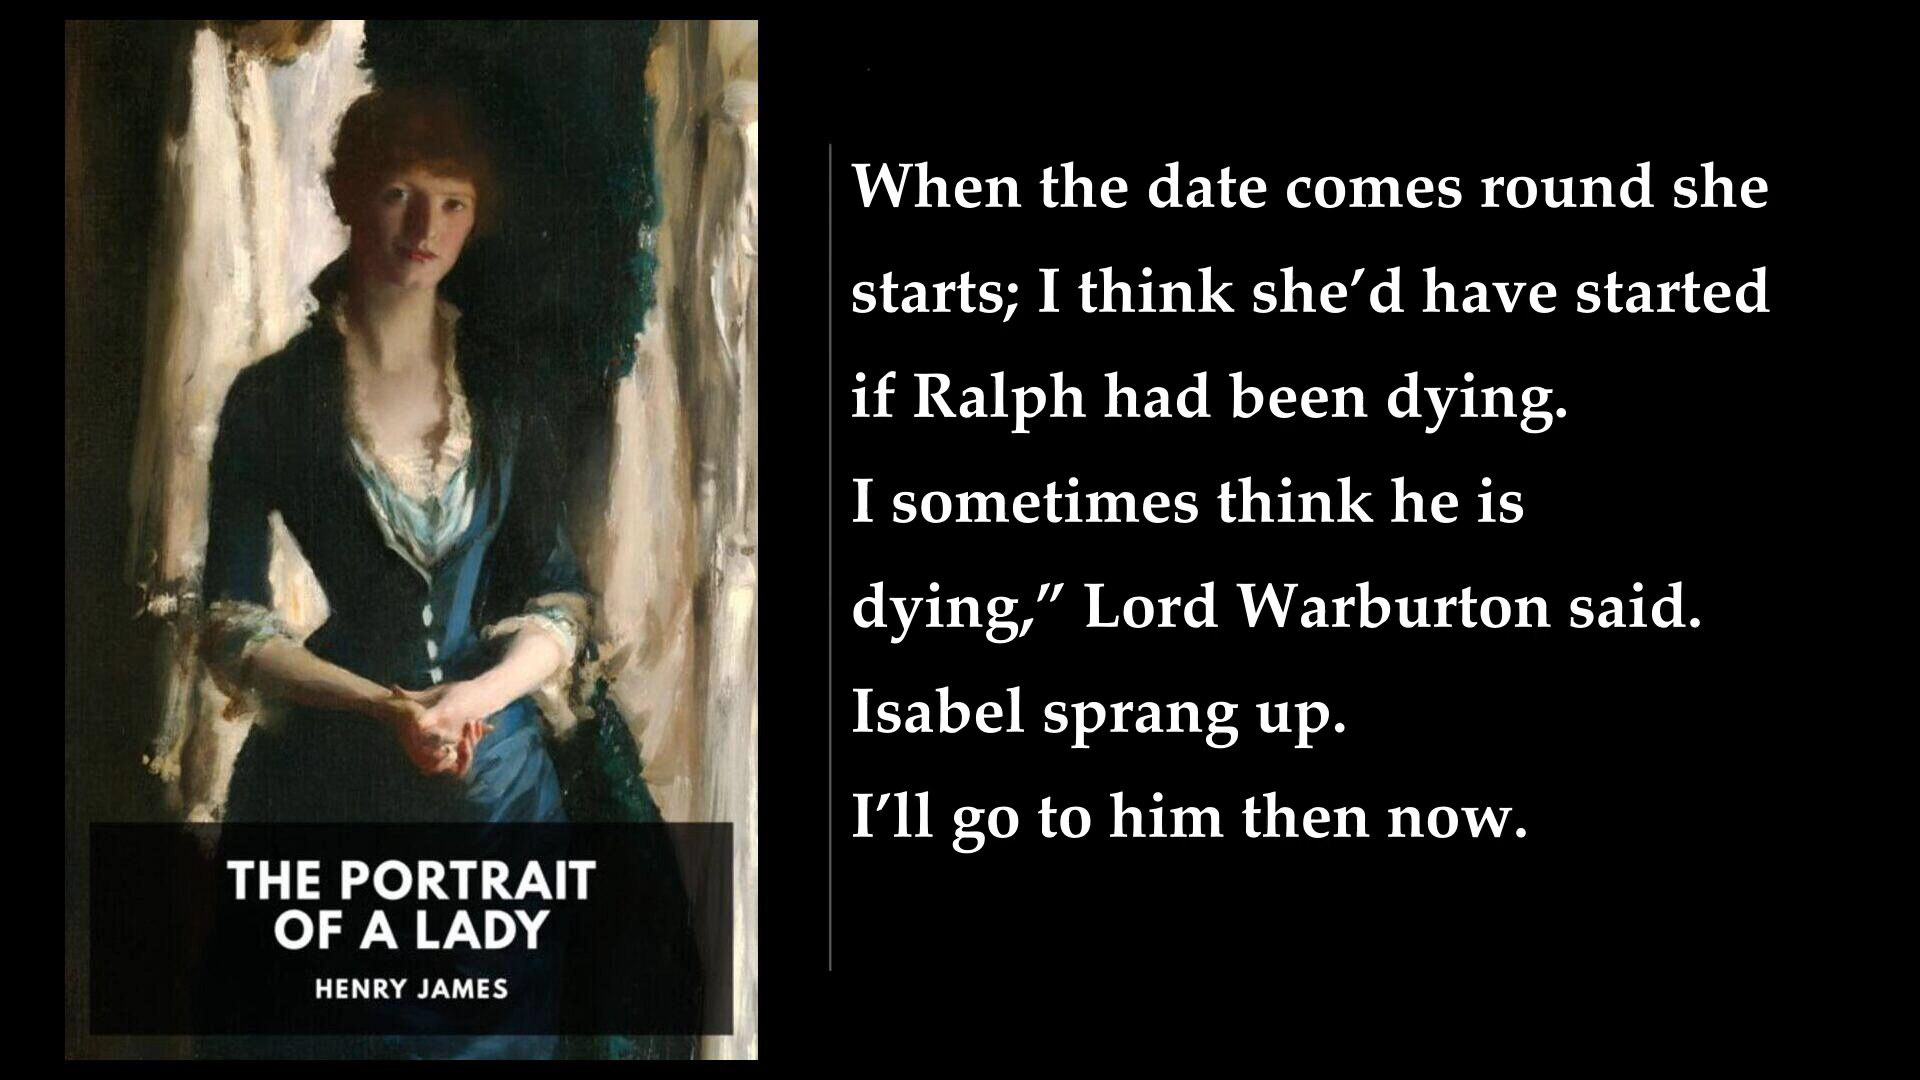 When the date comes round she
starts; I think she’d have started
if Ralph had been dying.
I sometimes think he is
dying,” Lord Warburton said.
Isabel sprang up.
I’ll go to him then now.
THE PORTRAIT
OF A LADY
HENRY JAMES